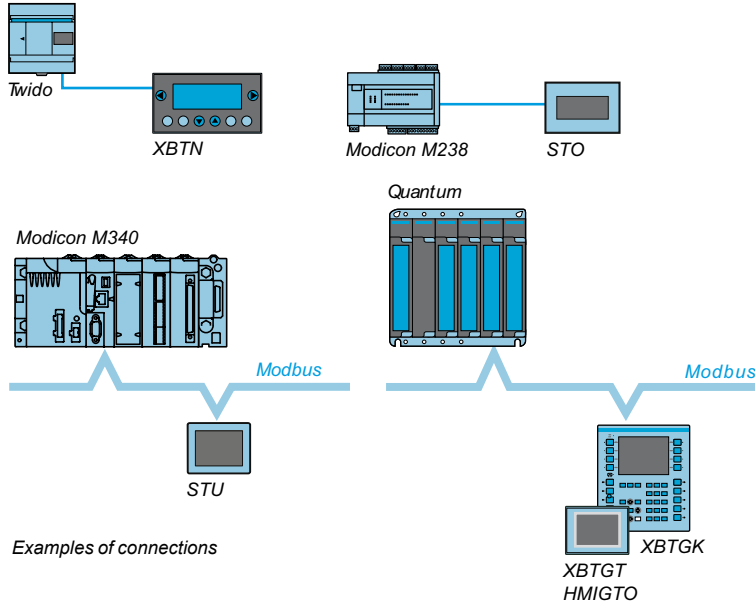 Twido
XBTN
Modicon M238
STO
Quantum
Modicon M340
Modbus
Modbus
STU
XBTGK
XBTGT
HMIGTO
Examples of connections